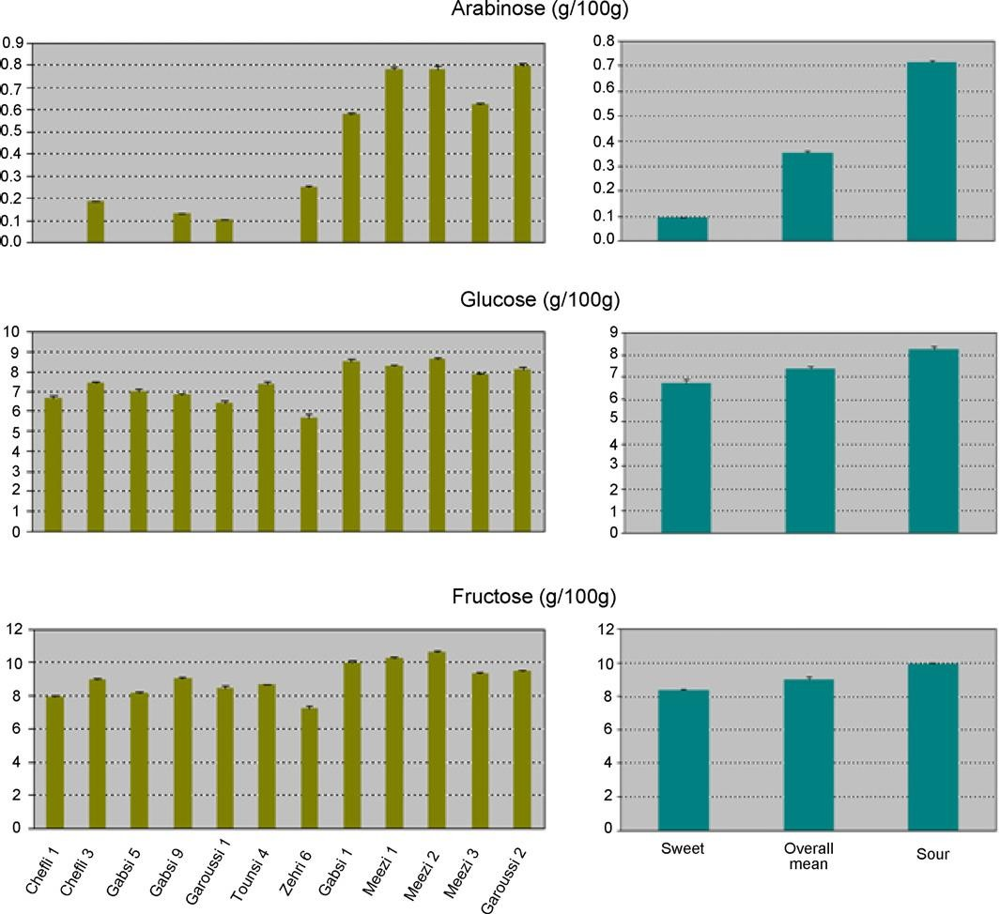 Arabinose (g/100g)
0.9
0.8
0.7
0.6
0.5
0.4
0.3
0.2
0.1
0.0
0.8
0.7
0.6
0.5
0.4
0.3
0.2
0.1
0.0
Glucose (g/100g)
10
9
8
7
6
5
4
3
2
1
0
9
8
7
6
5
4
3
2
1
0
Fructose (g/100g)
12
10
8
6
4
2
0
Chefli 1
Chefli 3
Gabsi 5
Gabsi 9
Garoussi 1
Tounsi 4
Zehri 6
Gabsi 1
Meezi 1
Meezi 2
Meezi 3
Garoussi 2
12
10
8
6
4
2
0
Sweet
Overall
mean
Sour